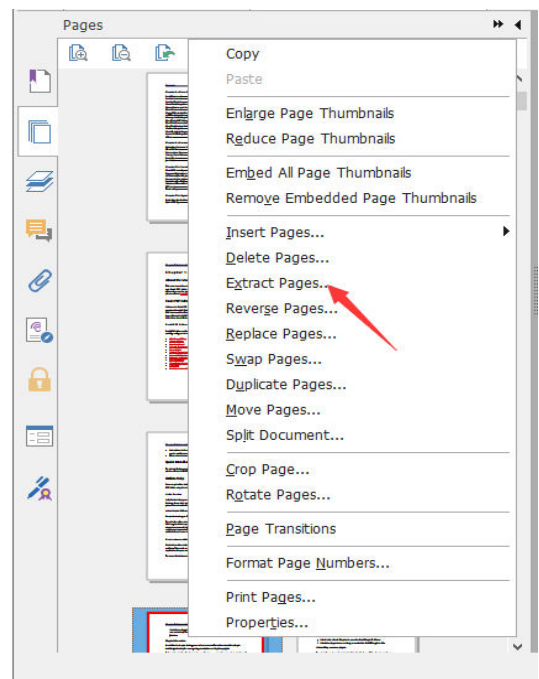 Pages
Copy
Paste
Enlarge Page Thumbnails
Reduce Page Thumbnails
Embed All Page Thumbnails
Remove Embedded Page Thumbnails
Insert Pages...
Delete Pages...
Extract Pages...
Reverse Pages...
Replace Pages...
Swap Pages...
Duplicate Pages...
Move Pages...
Split Document...
Crop Page...
Rotate Pages...
Page Transitions
Format Page Numbers...
Print Pages...
Properties...